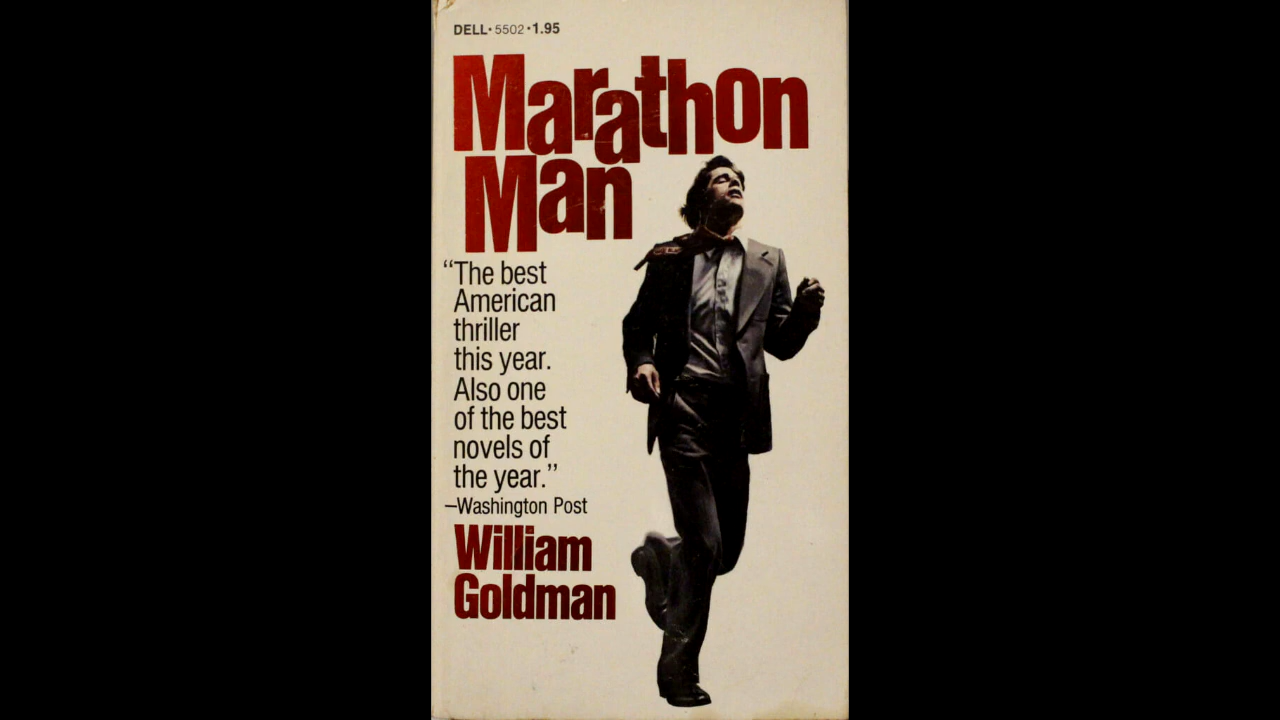 DELL • 5502 • 1.95
Marathon
Man
“The best
American
thriller
this year.
Also one
of the best
novels of
the year.”
—Washington Post
William
Goldman